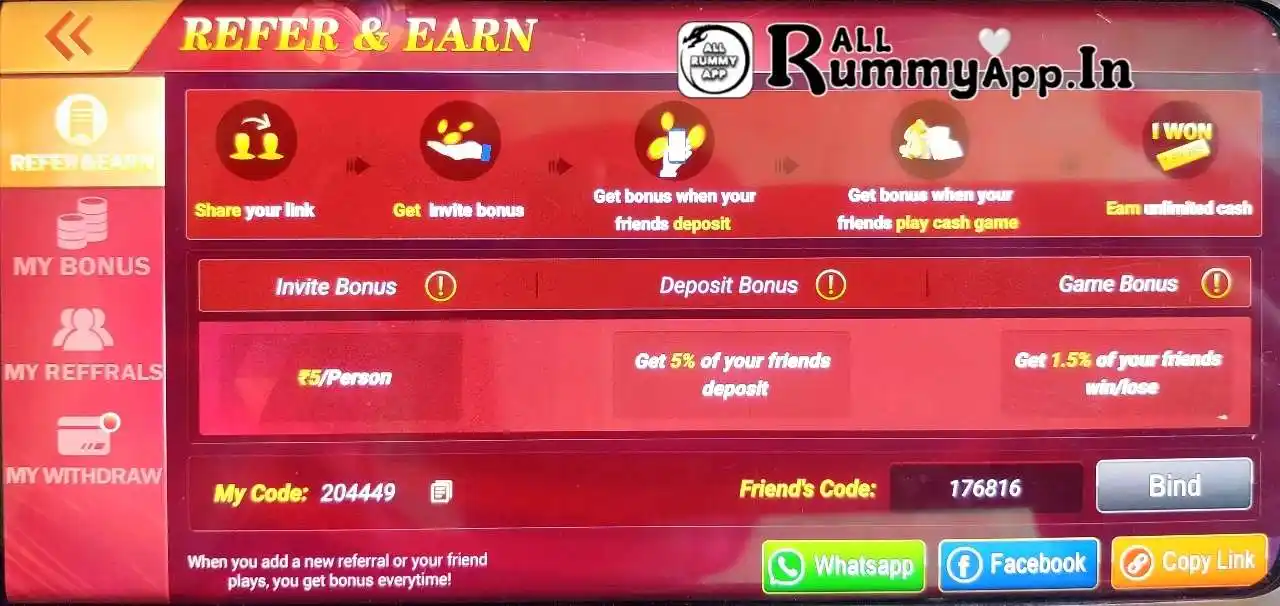 REFER & EARN
ALL
RUMMY
APP
ALL
RummyApp.In
REFER & EARN
MY BONUS
MY REFFRALS
MY WITHDRAW
Share your link
Get Invite bonus
Get bonus when your
friends deposit
Get bonus when your
friends play cash game
I WON
Earn unlimited cash
Invite Bonus
Deposit Bonus
Game Bonus
₹5/Person
Get 5% of your friends
deposit
Get 1.5% of your friends
win/lose
My Code: 204449
Friend's Code: 176816 Bind
When you add a new referral or your friend
plays, you get bonus everytime!
Whatsapp
Facebook
Copy Link